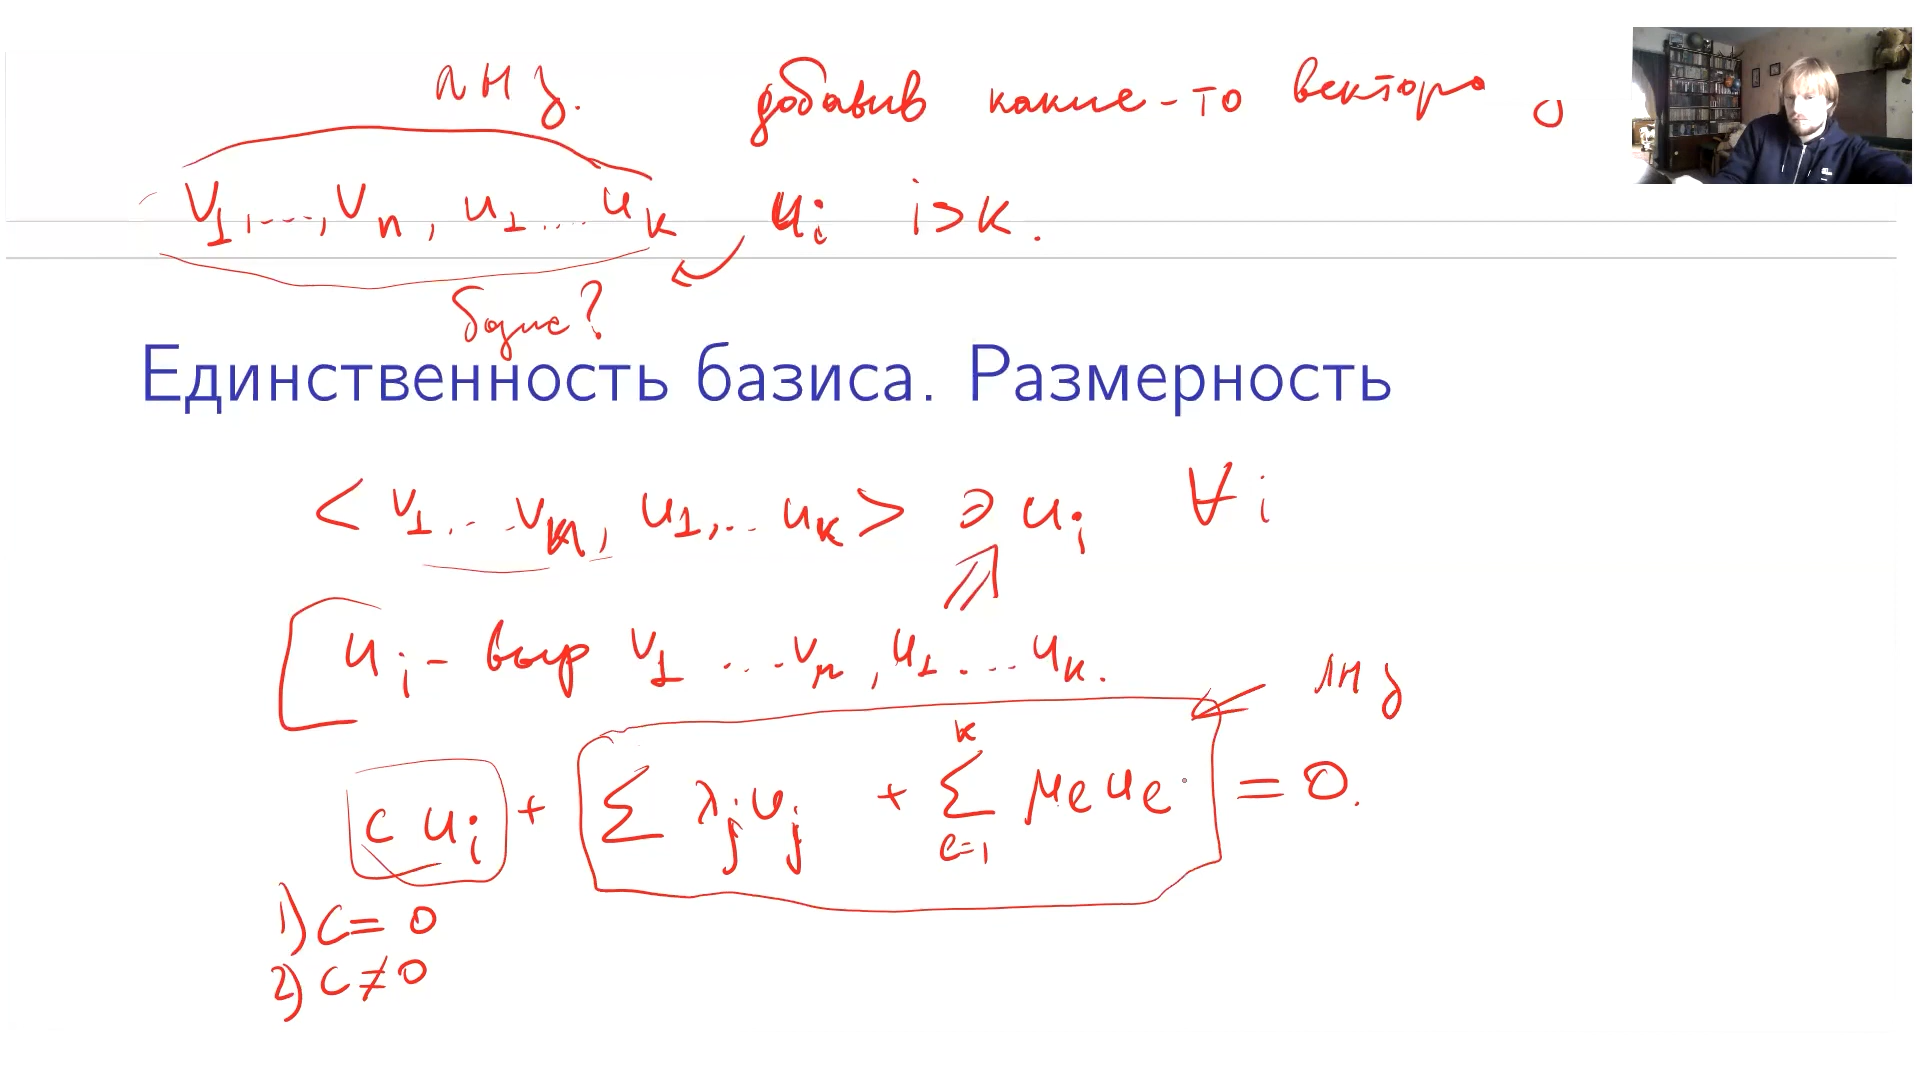 лнз. добавив какие-то вектора
v₁, ..., vₙ, u₁ ... uₖ uᵢ i>k.
базис?
Единственность базиса. Размерность
< v₁ ... vₙ, u₁, ... uₖ > ∋ uᵢ ∀ i
uᵢ - выр v₁ ... vₙ, u₁ ... uₖ.
лнз
c uᵢ + ∑ λⱼ vⱼ + ∑_{e=1}^{k} μₑ uₑ = 0.
1) c = 0
2) c ≠ 0